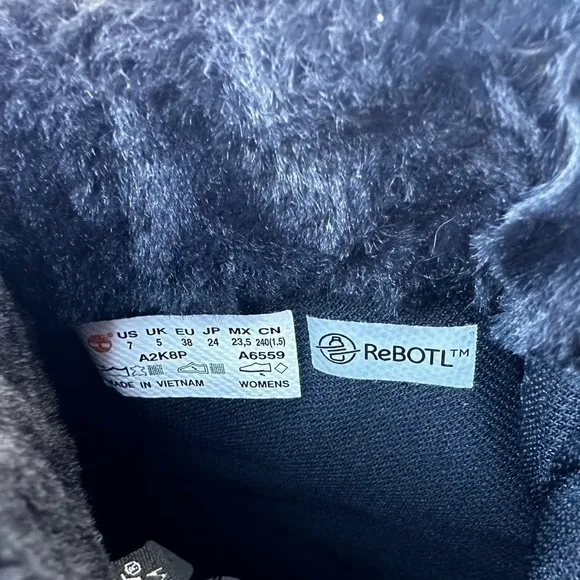 US UK EU JP MX CN
7 5 38 24 23,5 240(1.5)
A2K8P A6559
MADE IN VIETNAM WOMENS
ReBOTL™